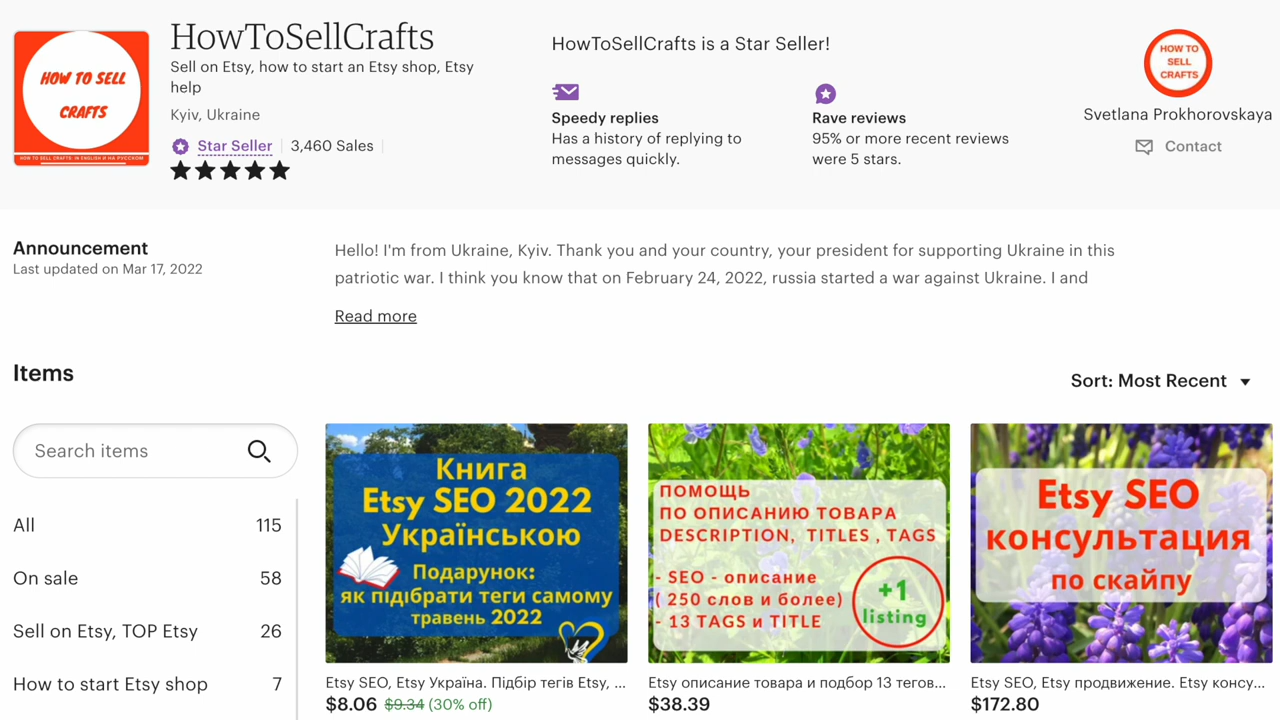 HOW TO SELL
CRAFTS
HOW TO SELL CRAFTS: IN ENGLISH И НА РУССКОМ
HowToSellCrafts
Sell on Etsy, how to start an Etsy shop, Etsy
help
Kyiv, Ukraine
Star Seller
3,460 Sales
HowToSellCrafts is a Star Seller!
Speedy replies
Has a history of replying to
messages quickly.
Rave reviews
95% or more recent reviews
were 5 stars.
HOW TO
SELL
CRAFTS
Svetlana Prokhorovskaya
Contact
Announcement
Last updated on Mar 17, 2022
Hello! I'm from Ukraine, Kyiv. Thank you and your country, your president for supporting Ukraine in this
patriotic war. I think you know that on February 24, 2022, russia started a war against Ukraine. I and
Read more
Items
Sort: Most Recent
Search items
All 115
On sale 58
Sell on Etsy, TOP Etsy 26
How to start Etsy shop 7
Книга
Etsy SEO 2022
Українською
Подарунок:
як підібрати теги самому
травень 2022
Etsy SEO, Etsy Україна. Підбір тегів Etsy, ...
$8.06 $9.34 (30% off)
ПОМОЩЬ
ПО ОПИСАНИЮ ТОВАРА
DESCRIPTION, TITLES , TAGS
- SEO - описание
( 250 слов и более)
- 13 TAGS и TITLE
+1
listing
Etsy описание товара и подбор 13 тегов...
$38.39
Etsy SEO
консультация
по скайпу
Etsy SEO, Etsy продвижение. Etsy консу...
$172.80